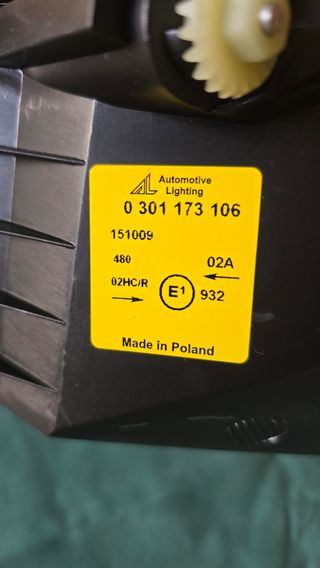 Automotive
Lighting
0 301 173 106
151009
480
02A
02HC/R
E1
932
Made in Poland